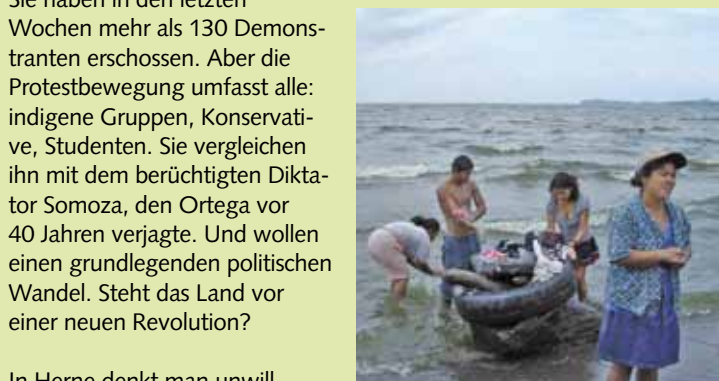 Sie haben in den letzten
Wochen mehr als 130 Demons-
tranten erschossen. Aber die
Protestbewegung umfasst alle:
indigene Gruppen, Konservati-
ve, Studenten. Sie vergleichen
ihn mit dem berüchtigten Dikta-
tor Somoza, den Ortega vor
40 Jahren verjagte. Und wollen
einen grundlegenden politischen
Wandel. Steht das Land vor
einer neuen Revolution?
In Herne denkt man unwill